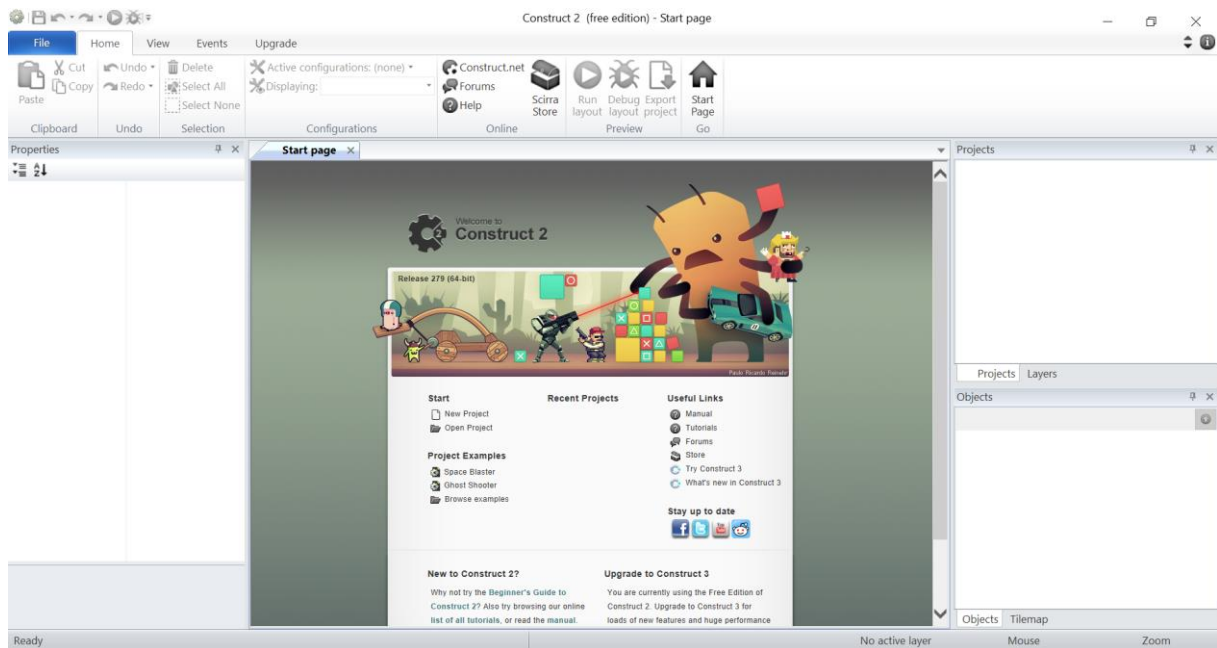 Construct 2 (free edition) - Start page
File Home View Events Upgrade
Paste
Cut
Copy
Clipboard
Undo
Redo
Undo
Delete
Select All
Select None
Selection
Active configurations: (none)
Displaying:
Configurations
Construct.net
Forums
Help
Scirra
Store
Online
Run
layout
Debug
layout
Export
project
Preview
Start
Page
Go
Properties
Start page
Projects
Welcome to
Construct 2
Release 279 (64-bit)
Start
New Project
Open Project
Project Examples
Space Blaster
Ghost Shooter
Browse examples
Recent Projects
Useful Links
Manual
Tutorials
Forums
Store
Try Construct 3
What's new in Construct 3
Stay up to date
New to Construct 2?
Why not try the Beginner's Guide to
Construct 2? Also try browsing our online
list of all tutorials, or read the manual.
Upgrade to Construct 3
You are currently using the Free Edition of
Construct 2. Upgrade to Construct 3 for
loads of new features and huge performance
Projects Layers
Objects
Objects Tilemap
Ready
No active layer
Mouse
Zoom